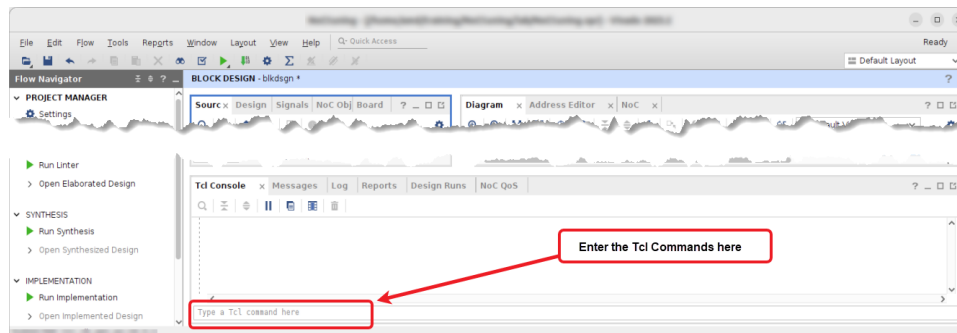 File Edit Flow Tools Reports Window Layout View Help Q- Quick Access Ready
Default Layout
Flow Navigator ? BLOCK DESIGN - blkdsgn * ?
PROJECT MANAGER
Settings
Sourc x Design Signals NoC Obj Board ? Diagram x Address Editor x NoC x ?
Run Linter
Open Elaborated Design
Tcl Console x Messages Log Reports Design Runs NoC QoS ?
SYNTHESIS
Run Synthesis
Open Synthesized Design
Enter the Tcl Commands here
IMPLEMENTATION
Run Implementation
Open Implemented Design
Type a Tcl command here